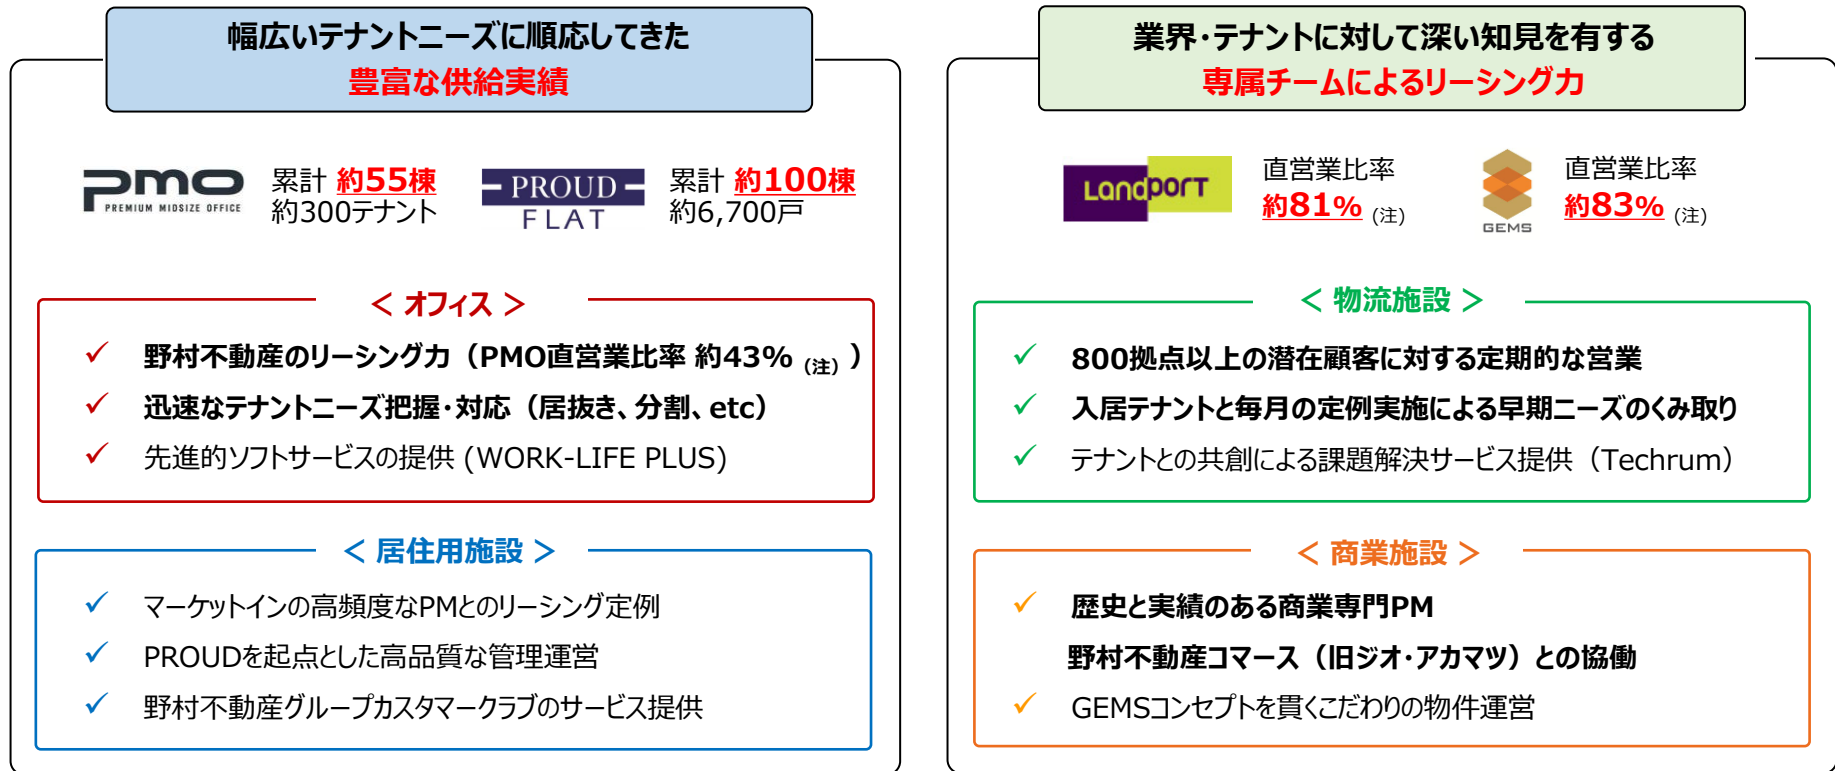 幅広いテナントニーズに順応してきた
豊富な供給実績
PMO
PREMIUM MIDSIZE OFFICE
累計 約55棟
約300テナント
PROUD
FLAT
累計 約100棟
約6,700戸
＜ オフィス ＞
✓ 野村不動産のリーシング力（PMO直営業比率 約43% （注））
✓ 迅速なテナントニーズ把握・対応（居抜き、分割、etc）
✓ 先進的ソフトサービスの提供 (WORK-LIFE PLUS)
＜ 居住用施設 ＞
✓ マーケットインの高頻度なPMとのリーシング定例
✓ PROUDを起点とした高品質な管理運営
✓ 野村不動産グループカスタマークラブのサービス提供
業界・テナントに対して深い知見を有する
専属チームによるリーシング力
Landport
直営業比率
約81% （注）
GEMS
直営業比率
約83% （注）
＜ 物流施設 ＞
✓ 800拠点以上の潜在顧客に対する定期的な営業
✓ 入居テナントと毎月の定例実施による早期ニーズのくみ取り
✓ テナントとの共創による課題解決サービス提供（Techrum）
＜ 商業施設 ＞
✓ 歴史と実績のある商業専門PM
野村不動産コマース（旧ジオ・アカマツ）との協働
✓ GEMSコンセプトを貫くこだわりの物件運営